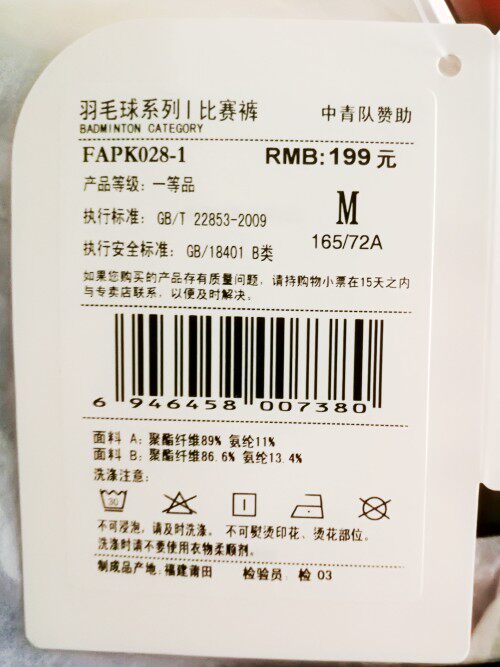 羽毛球系列 | 比赛裤 中青队赞助
BADMINTON CATEGORY
FAPK028-1 RMB: 199 元
产品等级: 一等品
执行标准: GB/T 22853-2009 M
165/72A
执行安全标准: GB/18401 B类
如果您购买的产品存有质量问题, 请持购物小票在15天之内
与专卖店联系, 以便及时解决。
6 946458 007380
面料 A: 聚酯纤维89% 氨纶11%
面料 B: 聚酯纤维86.6% 氨纶13.4%
洗涤注意:
30
不可浸泡, 请及时洗涤。 不可熨烫印花、烫花部位。
洗涤时请不要使用衣物柔顺剂。
制成品产地: 福建莆田 检验员: 检 03